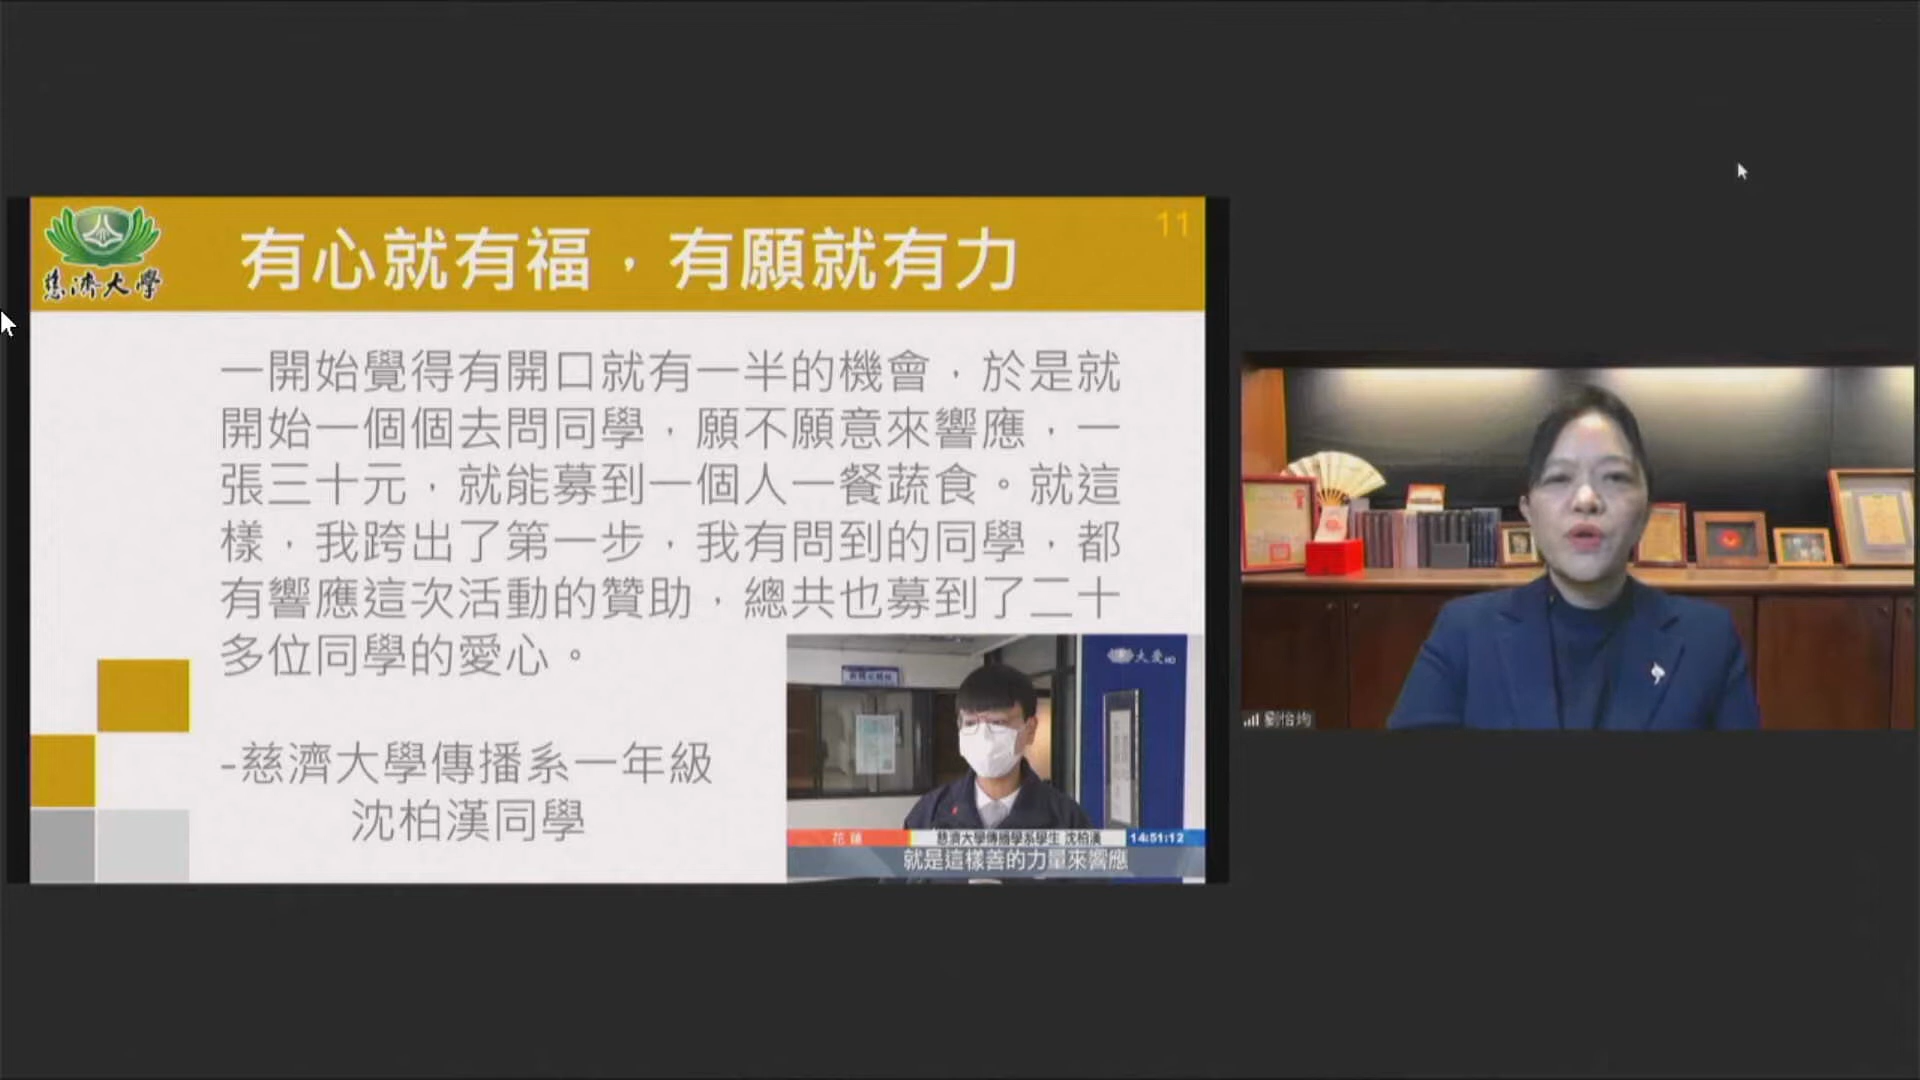 慈濟大學
有心就有福，有願就有力
11
一開始覺得有開口就有一半的機會，於是就
開始一個個去問同學，願不願意來響應，一
張三十元，就能募到一個人一餐蔬食。就這
樣，我跨出了第一步，我有問到的同學，都
有響應這次活動的贊助，總共也募到了二十
多位同學的愛心。
-慈濟大學傳播系一年級
沈柏漢同學
大愛HD
花蓮
慈濟大學傳播學系學生 沈柏漢
14:51:12
就是這樣善的力量來響應
劉怡均